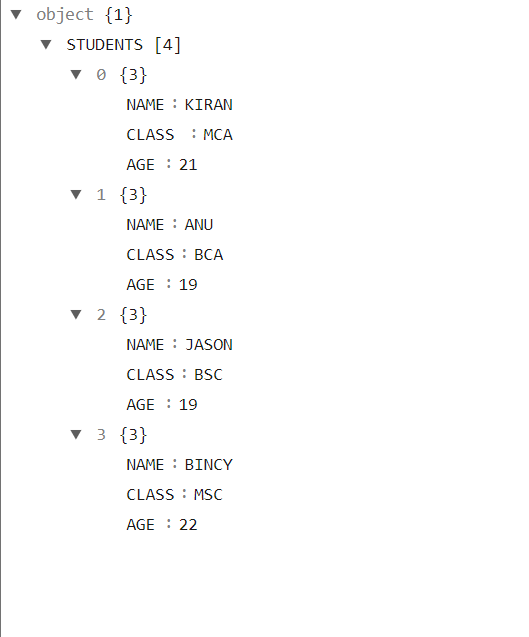 object {1}
STUDENTS [4]
0 {3}
NAME : KIRAN
CLASS : MCA
AGE : 21
1 {3}
NAME : ANU
CLASS : BCA
AGE : 19
2 {3}
NAME : JASON
CLASS : BSC
AGE : 19
3 {3}
NAME : BINCY
CLASS : MSC
AGE : 22